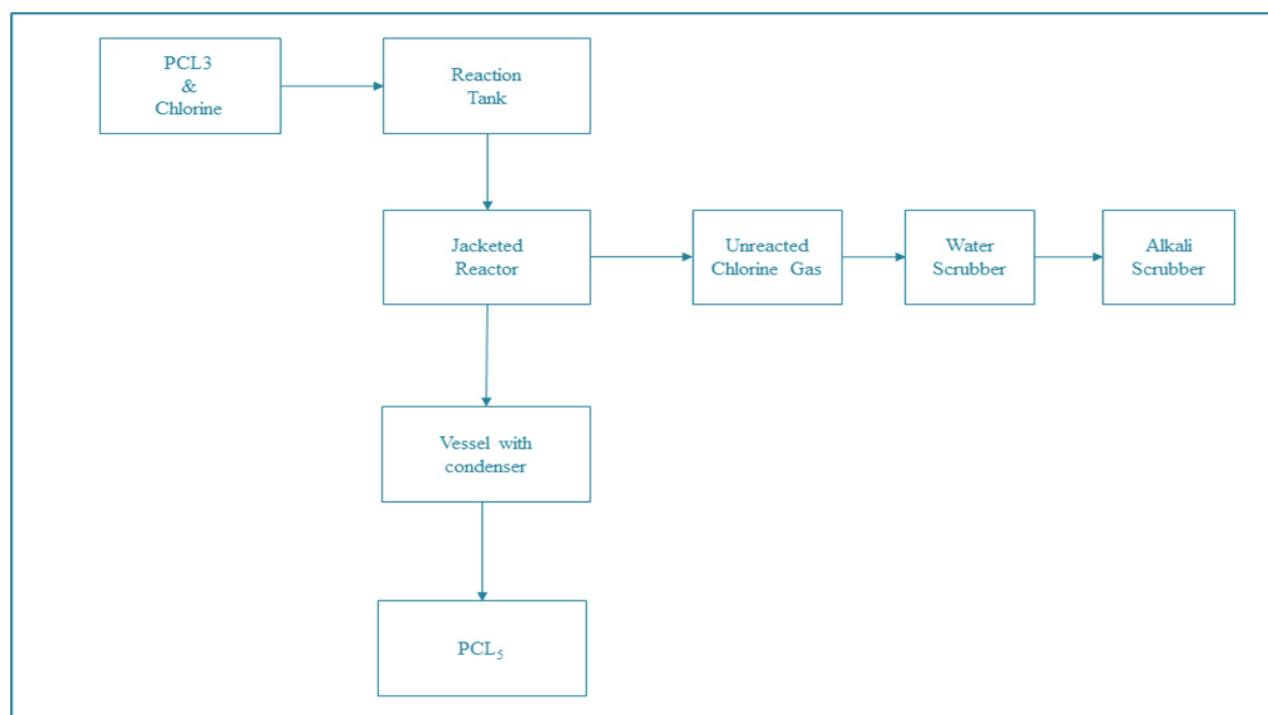 PCL3
&
Chlorine
Reaction
Tank
Jacketed
Reactor
Unreacted
Chlorine Gas
Water
Scrubber
Alkali
Scrubber
Vessel with
condenser
PCL₅